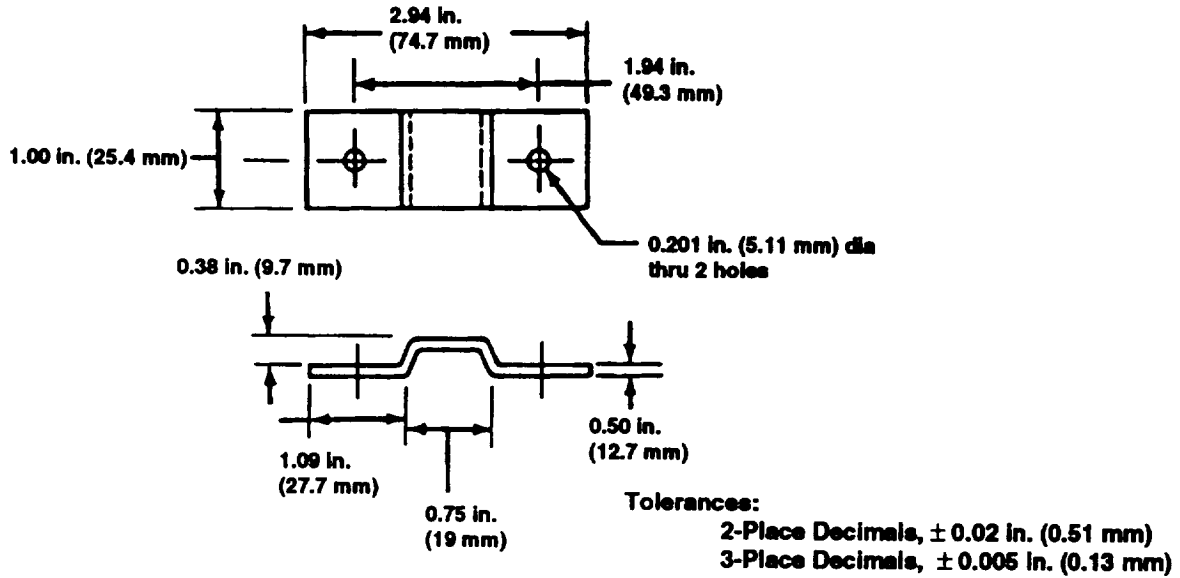 2.94 in.
(74.7 mm)
1.94 in.
(49.3 mm)
1.00 in. (25.4 mm)
0.201 in. (5.11 mm) dia
thru 2 holes
0.38 in. (9.7 mm)
0.50 in.
(12.7 mm)
1.09 in.
(27.7 mm)
0.75 in.
(19 mm)
Tolerances:
2-Place Decimals, ± 0.02 in. (0.51 mm)
3-Place Decimals, ± 0.005 in. (0.13 mm)